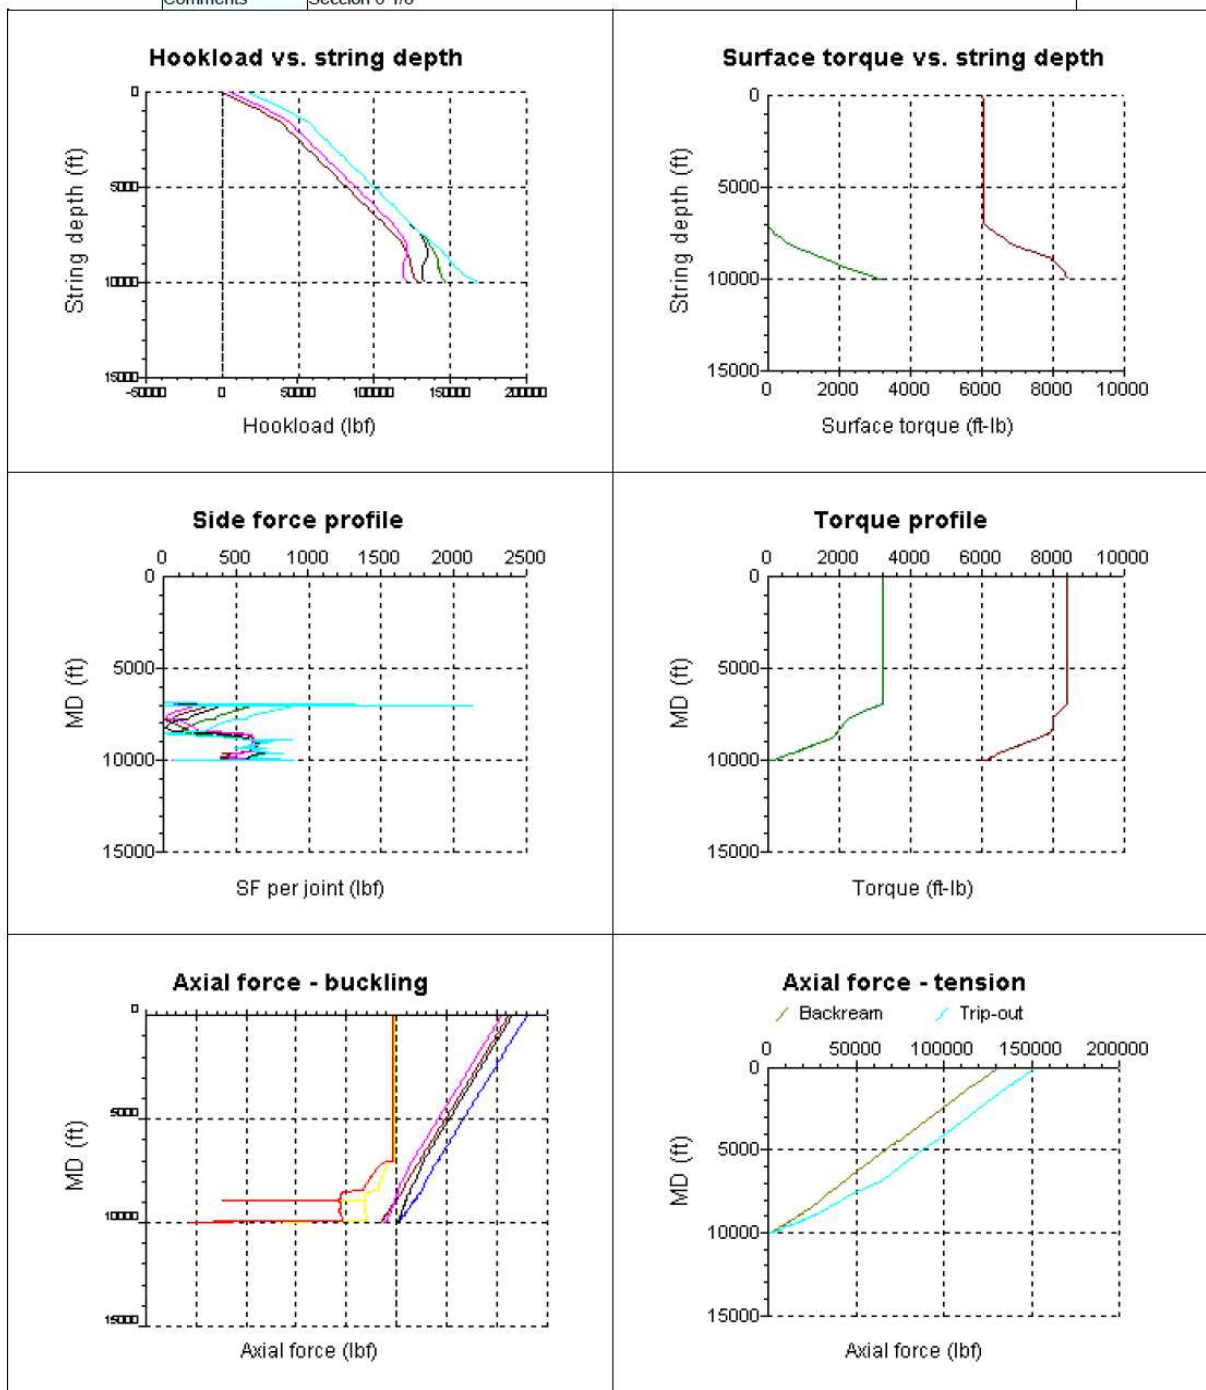 Comments Section 6 1/8
Hookload vs. string depth
0
5000
10000
15000
String depth (ft)
-50000 0 50000 100000 150000 200000
Hookload (lbf)
Surface torque vs. string depth
0
5000
10000
15000
String depth (ft)
0 2000 4000 6000 8000 10000
Surface torque (ft-lb)
Side force profile
0 500 1000 1500 2000 2500
0
5000
10000
15000
MD (ft)
SF per joint (lbf)
Torque profile
0 2000 4000 6000 8000 10000
0
5000
10000
15000
MD (ft)
Torque (ft-lb)
Axial force - buckling
0
5000
10000
15000
MD (ft)
Axial force (lbf)
Axial force - tension
Backream Trip-out
0 50000 100000 150000 200000
0
5000
10000
15000
MD (ft)
Axial force (lbf)